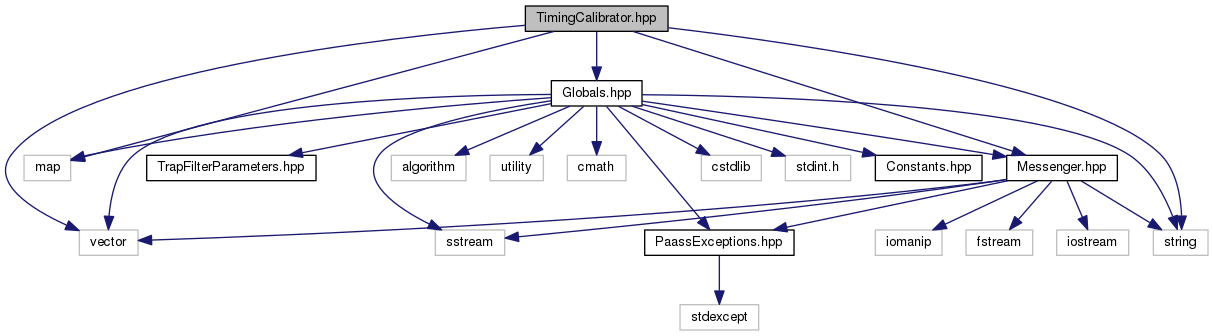 TimingCalibrator.hpp
Globals.hpp
map
TrapFilterParameters.hpp
algorithm
utility
cmath
cstdlib
stdint.h
Constants.hpp
Messenger.hpp
vector
sstream
PaassExceptions.hpp
iomanip
fstream
iostream
string
stdexcept